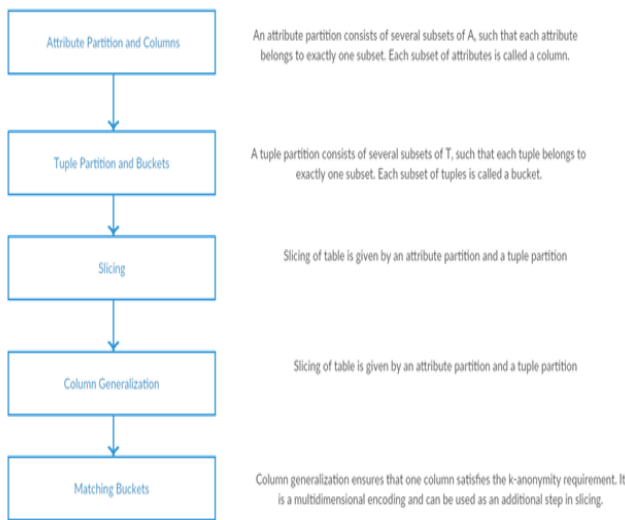 Attribute Partition and Columns
An attribute partition consists of several subsets of A, such that each attribute
belongs to exactly one subset. Each subset of attributes is called a column.
Tuple Partition and Buckets
A tuple partition consists of several subsets of T, such that each tuple belongs to
exactly one subset. Each subset of tuples is called a bucket.
Slicing
Slicing of table is given by an attribute partition and a tuple partition
Column Generalization
Slicing of table is given by an attribute partition and a tuple partition
Matching Buckets
Column generalization ensures that one column satisfies the k-anonymity requirement. It
is a multidimensional encoding and can be used as an additional step in slicing.